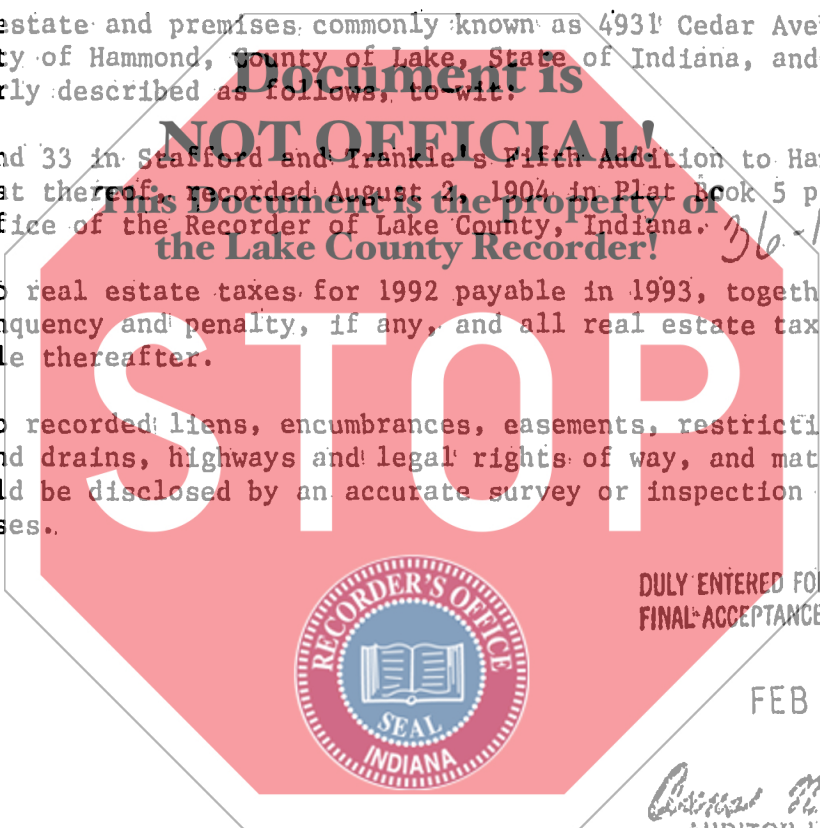 estate and premises commonly known as 4931 Cedar Ave
ty of Hammond, County of Lake, State of Indiana, and
rly described as follows, to-wit:
Document is
NOT OFFICIAL!
This Document is the property of
the Lake County Recorder!
nd 33 in Stafford and Trankle's Fifth Addition to Ha
at thereof, recorded August 2, 1904 in Plat Book 5 p
fice of the Recorder of Lake County, Indiana.
real estate taxes for 1992 payable in 1993, togeth
quency and penalty, if any, and all real estate tax
le thereafter.
STOP
recorded liens, encumbrances, easements, restricti
nd drains, highways and legal rights of way, and mat
ld be disclosed by an accurate survey or inspection
ses.
RECORDER'S OFFICE
SEAL
INDIANA
DULY ENTERED FO
FINAL ACCEPTANCE
FEB